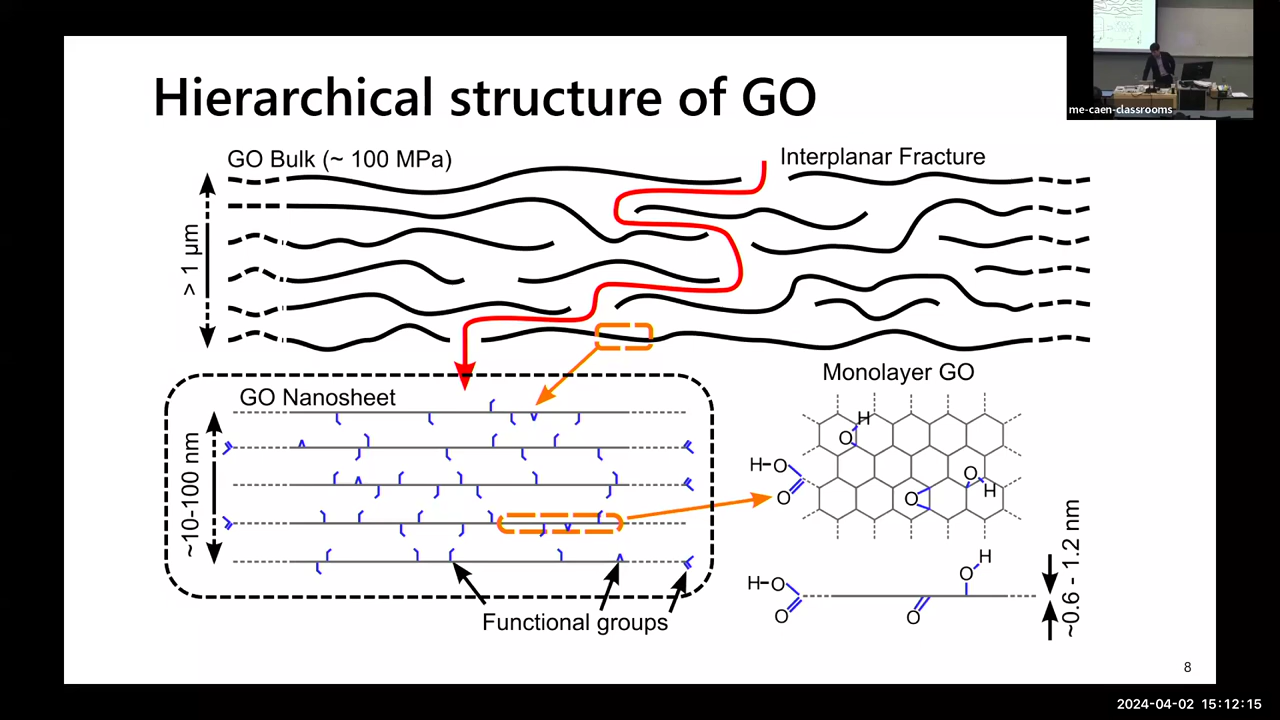 Hierarchical structure of GO
me-caen-classrooms
GO Bulk (~ 100 MPa)
Interplanar Fracture
> 1 µm
GO Nanosheet
~10-100 nm
Functional groups
Monolayer GO
H
O
H-O
O
O
O
H
H
O
H-O
O
O
~0.6 - 1.2 nm
8
2024-04-02 15:12:15